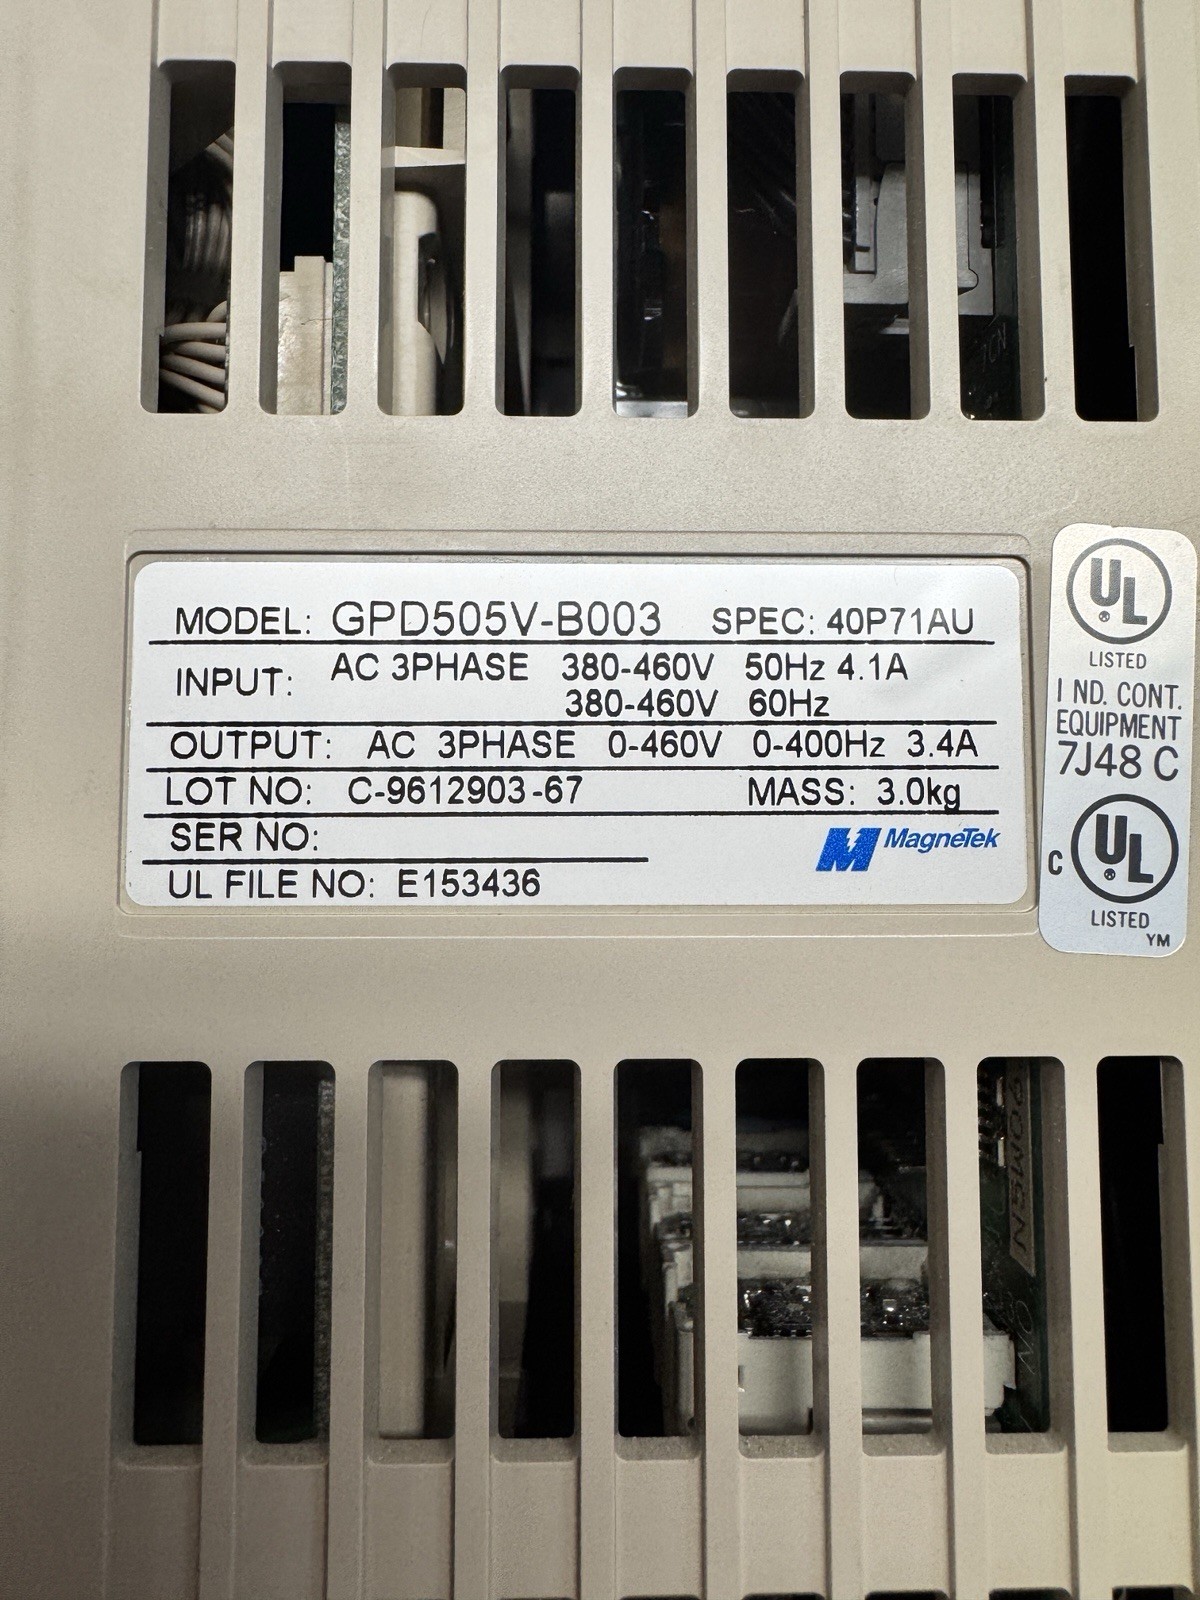 1CN
MODEL: GPD505V-B003 SPEC: 40P71AU
INPUT: AC 3PHASE 380-460V 50Hz 4.1A
380-460V 60Hz
OUTPUT: AC 3PHASE 0-460V 0-400Hz 3.4A
LOT NO: C-9612903-67 MASS: 3.0kg
SER NO:
MagneTek
UL FILE NO: E153436
UL
®
LISTED
IND. CONT.
EQUIPMENT
7J48 C
C UL
®
LISTED
YM
NO